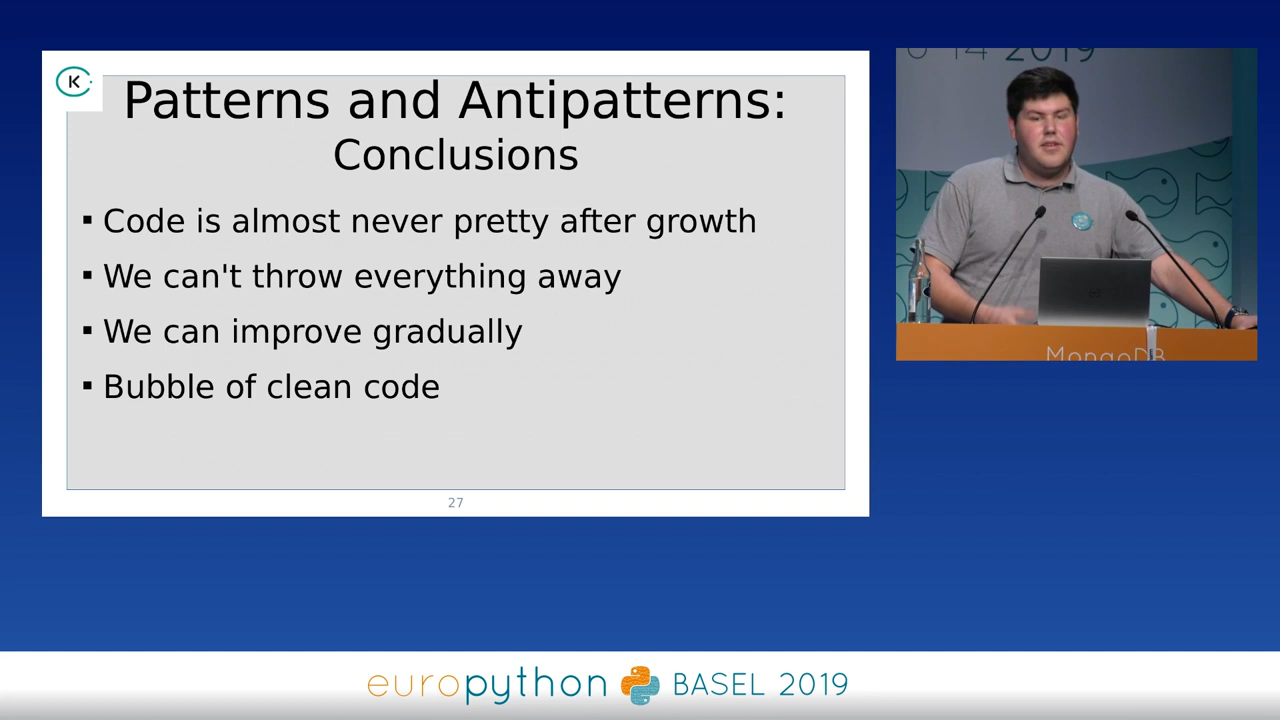 K
Patterns and Antipatterns:
Conclusions
▪ Code is almost never pretty after growth
▪ We can't throw everything away
▪ We can improve gradually
▪ Bubble of clean code
27
2019
MongoDB
europython BASEL 2019